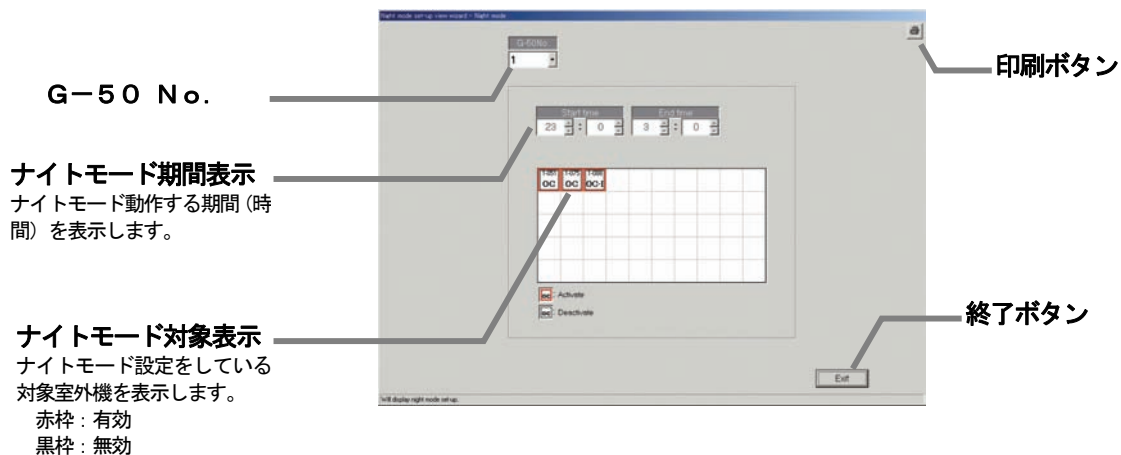 Night mode set-up view wizard - Night mode
G-50No
1
印刷ボタン
G－50 No.
Start time
End time
23 : 0
3 : 0
ナイトモード期間表示
ナイトモード動作する期間（時
間）を表示します。
OC OC OC-I
: Activate
: Deactivate
終了ボタン
ナイトモード対象表示
ナイトモード設定をしている
対象室外機を表示します。
赤枠：有効
黒枠：無効
Exit
Will display night mode set-up.